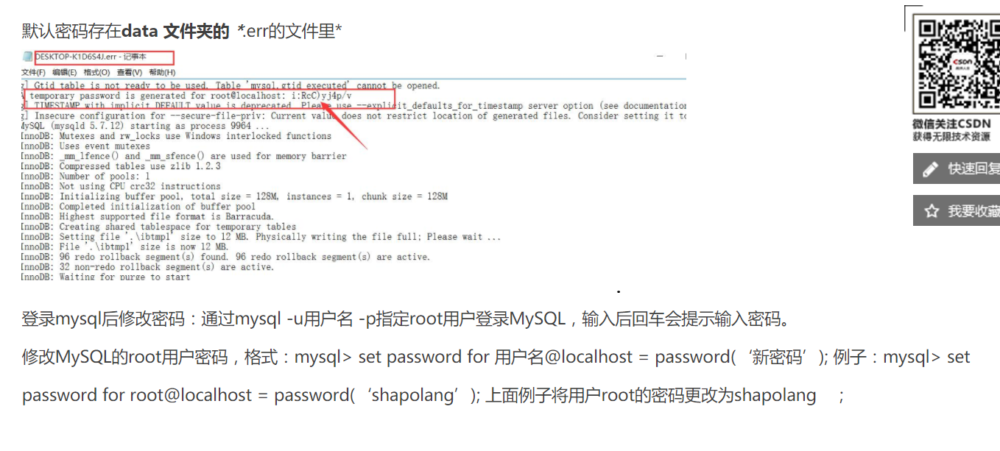 默认密码存在data 文件夹的 *.err的文件里*
DESKTOP-K1D6S4J.err - 记事本
文件(F) 编辑(E) 格式(O) 查看(V) 帮助(H)
g] Gtid table is not ready to be used. Table 'mysql.gtid_executed' cannot be opened.
temporary password is generated for root@localhost: i:RcC)yj4p/v
g] TIMESTAMP with implicit DEFAULT value is deprecated. Please use --explicit_defaults_for_timestamp server option (see documentation
g] Insecure configuration for --secure-file-priv: Current value does not restrict location of generated files. Consider setting it to
MySQL (mysqld 5.7.12) starting as process 9964 ...
InnoDB: Mutexes and rw_locks use Windows interlocked functions
InnoDB: Uses event mutexes
InnoDB: _mm_lfence() and _mm_sfence() are used for memory barrier
InnoDB: Compressed tables use zlib 1.2.3
InnoDB: Number of pools: 1
InnoDB: Not using CPU crc32 instructions
InnoDB: Initializing buffer pool, total size = 128M, instances = 1, chunk size = 128M
InnoDB: Completed initialization of buffer pool
InnoDB: Highest supported file format is Barracuda.
InnoDB: Creating shared tablespace for temporary tables
InnoDB: Setting file '.\ibtmp1' size to 12 MB. Physically writing the file full; Please wait ...
InnoDB: File '.\ibtmp1' size is now 12 MB.
InnoDB: 96 redo rollback segment(s) found. 96 redo rollback segment(s) are active.
InnoDB: 32 non-redo rollback segment(s) are active.
InnoDB: Waiting for purge to start
登录mysql后修改密码：通过mysql -u用户名 -p指定root用户登录MySQL，输入后回车会提示输入密码。
修改MySQL的root用户密码，格式：mysql> set password for 用户名@localhost = password(‘新密码’); 例子：mysql> set
password for root@localhost = password(‘shapolang’); 上面例子将用户root的密码更改为shapolang ；
CSDN
微信关注CSDN
获得无限技术资源
快速回复
我要收藏